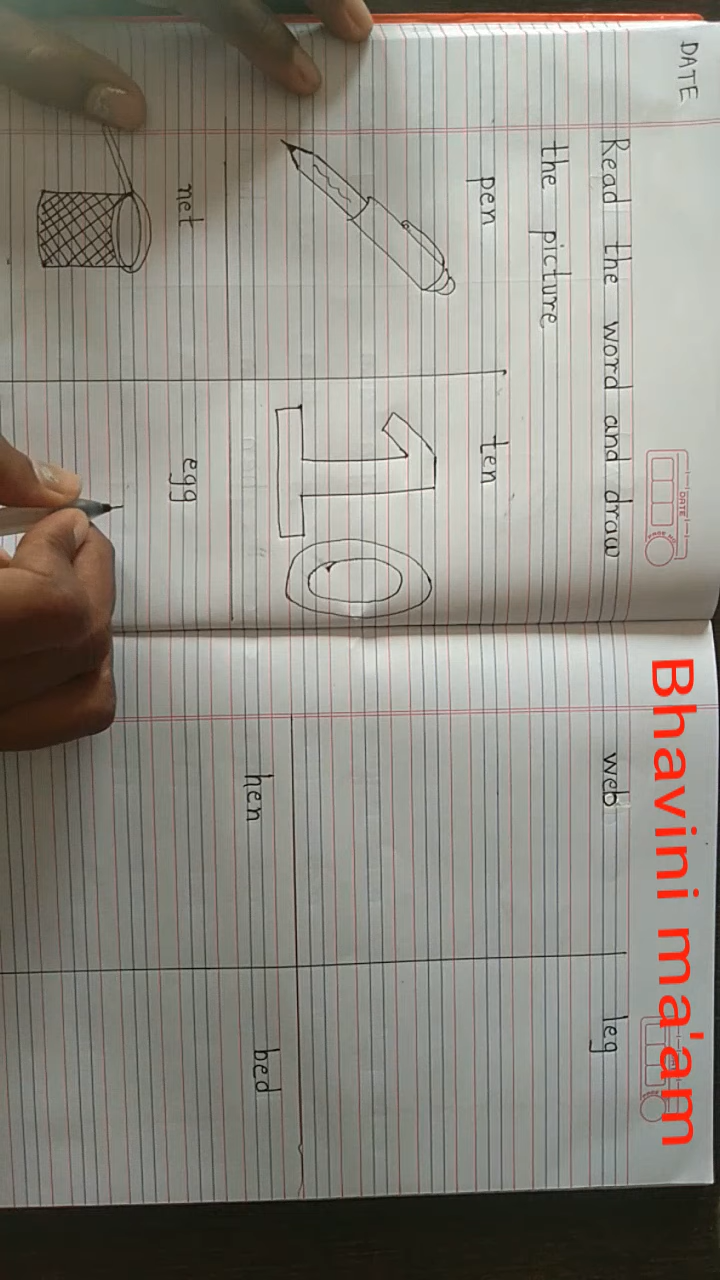 DATE
Read the word and draw
the picture
pen
ten
10
net
egg
DATE
Bhavini ma'am
web
leg
hen
bed